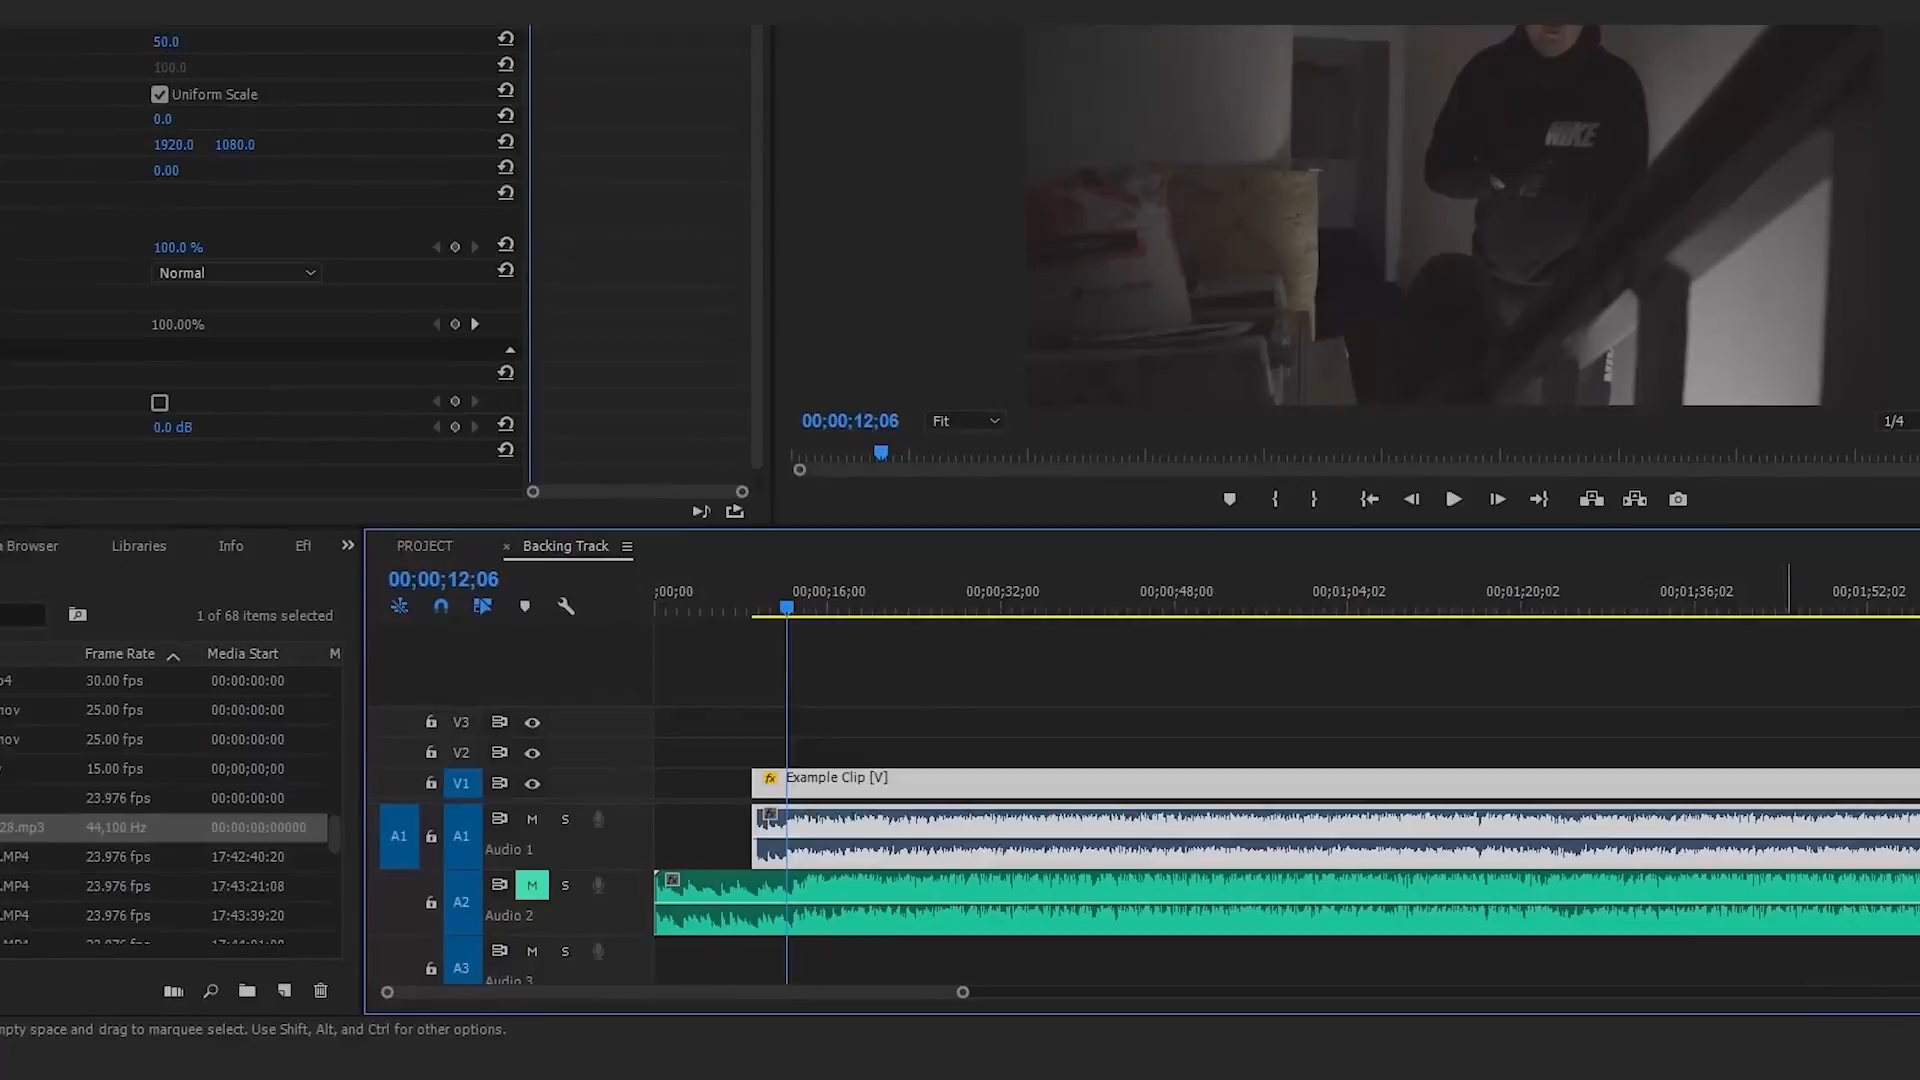 50.0
100.0
Uniform Scale
0.0
1920.0 1080.0
0.00
100.0 %
Normal
100.00%
0.0 dB
NIKE
00;00;12;06 Fit 1/4
a Browser Libraries Info Eff
1 of 68 items selected
Frame Rate Media Start M
p4 30.00 fps 00:00:00:00
mov 25.00 fps 00:00:00:00
mov 25.00 fps 00:00:00:00
15.00 fps 00;00;00;00
23.976 fps 00:00:00:00
28.mp3 44,100 Hz 00:00:00:00000
.MP4 23.976 fps 17:42:40:20
.MP4 23.976 fps 17:43:21:08
.MP4 23.976 fps 17:43:39:20
PROJECT × Backing Track
00;00;12;06
;00;00 00;00;16;00 00;00;32;00 00;00;48;00 00;01;04;02 00;01;20;02 00;01;36;02 00;01;52;02
V3
V2
V1 fx Example Clip [V]
A1 A1 M S fx
Audio 1
A2 M S fx
Audio 2
A3 M S
Audio 3
mpty space and drag to marquee select. Use Shift, Alt, and Ctrl for other options.